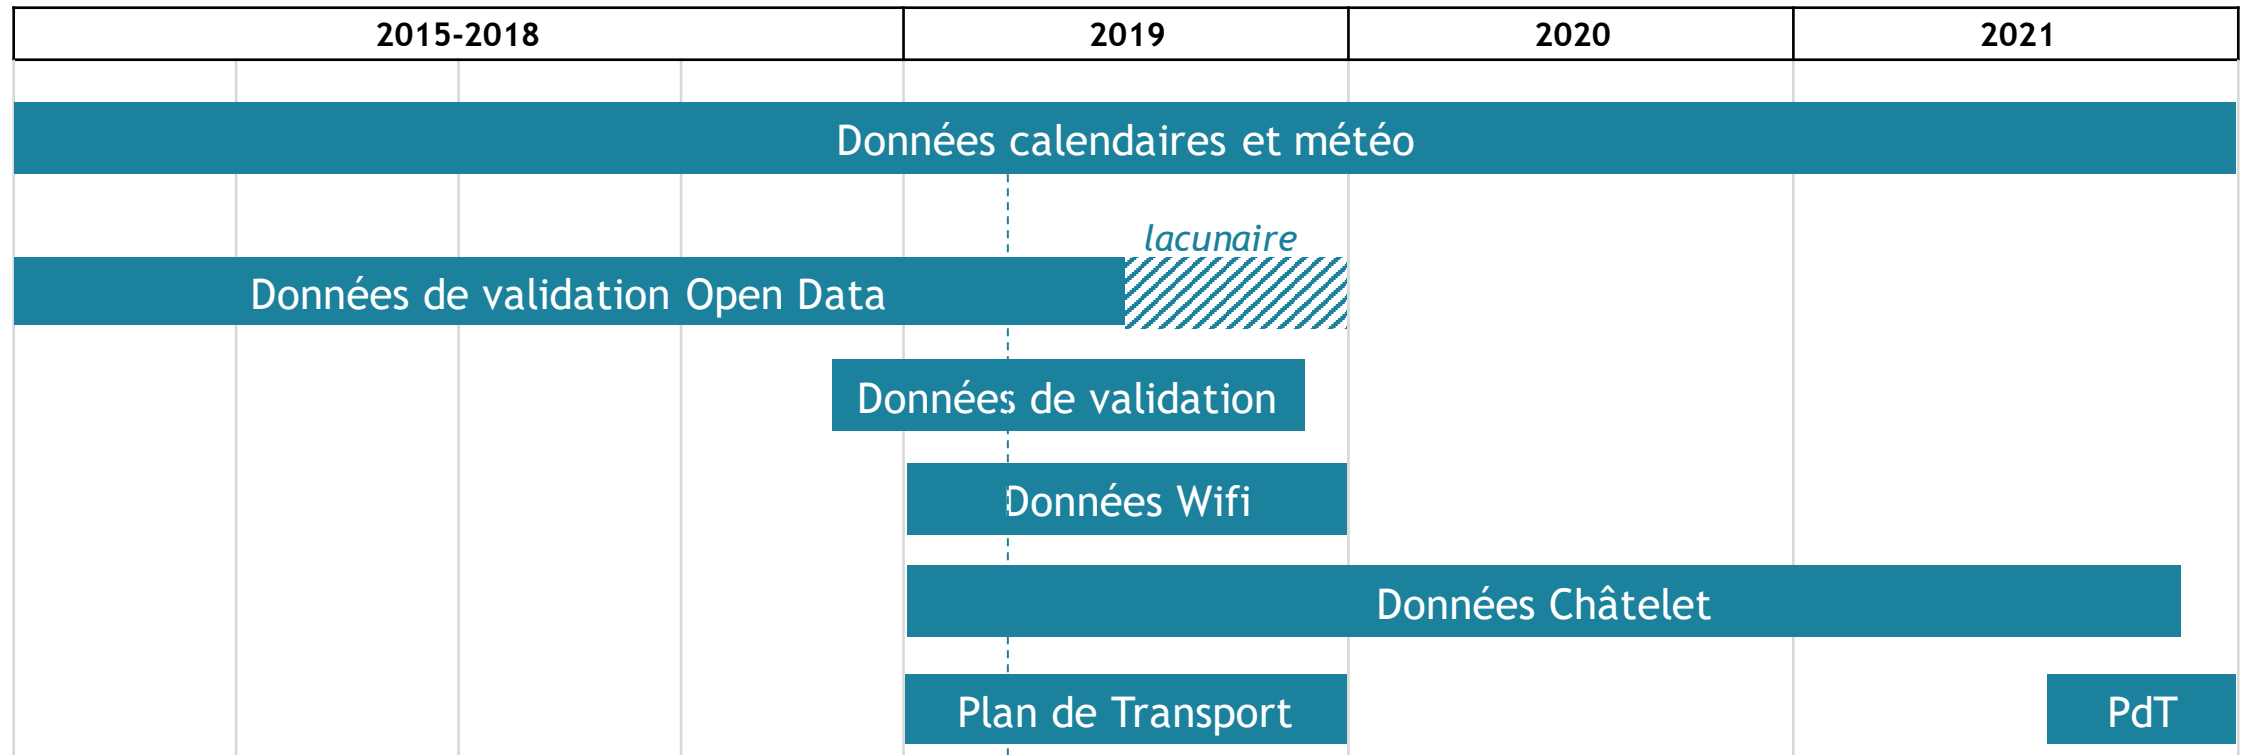 2015-2018 2019 2020 2021
Données calendaires et météo
lacunaire
Données de validation Open Data
Données de validation
Données Wifi
Données Châtelet
Plan de Transport PdT